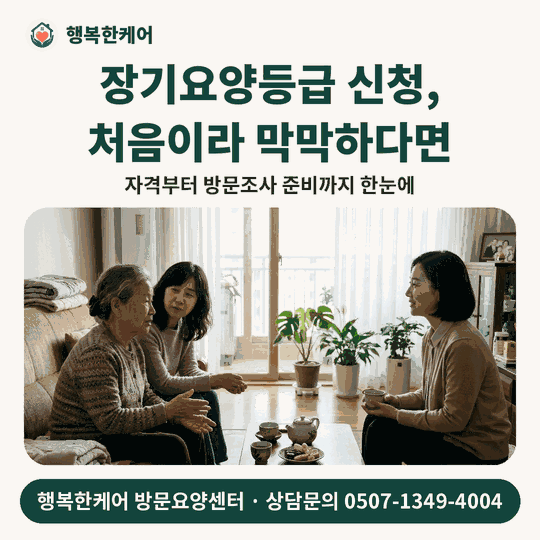 행복한케어
장기요양등급 신청,
처음이라 막막하다면
자격부터 방문조사 준비까지 한눈에
행복한케어 방문요양센터 · 상담문의 0507-1349-4004